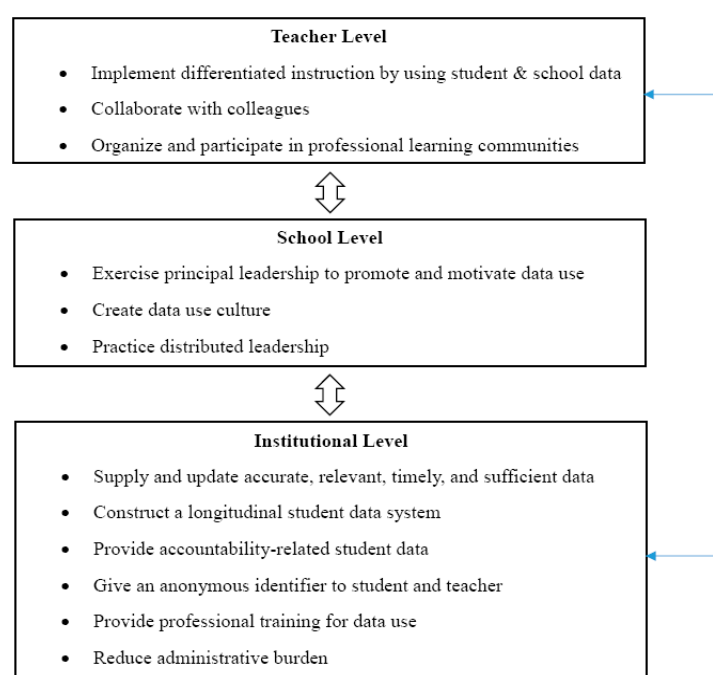 Teacher Level
• Implement differentiated instruction by using student & school data
• Collaborate with colleagues
• Organize and participate in professional learning communities
School Level
• Exercise principal leadership to promote and motivate data use
• Create data use culture
• Practice distributed leadership
Institutional Level
• Supply and update accurate, relevant, timely, and sufficient data
• Construct a longitudinal student data system
• Provide accountability-related student data
• Give an anonymous identifier to student and teacher
• Provide professional training for data use
• Reduce administrative burden